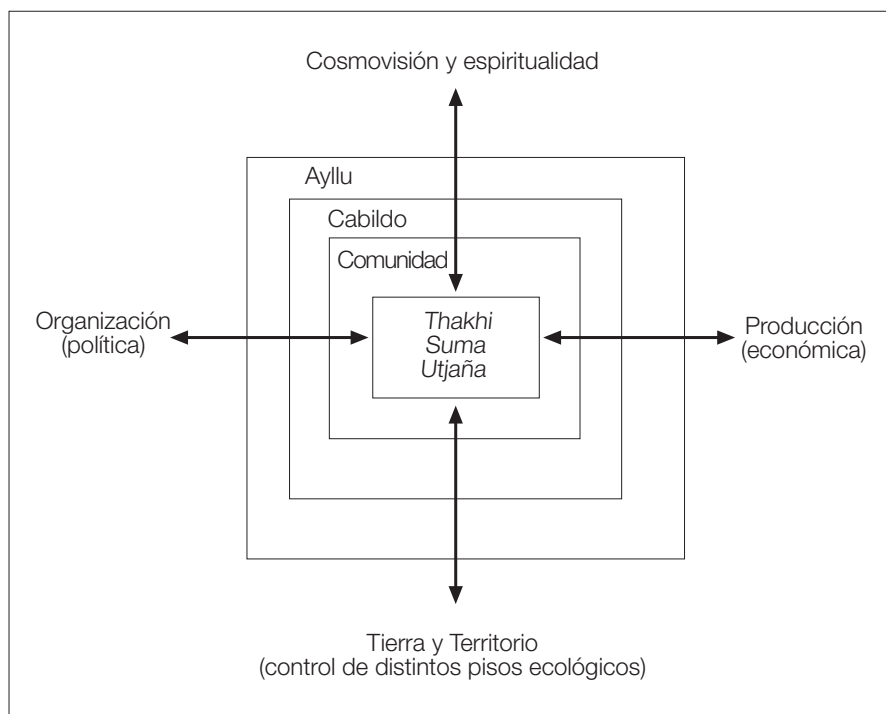 Cosmovisión y espiritualidad
Ayllu
Cabildo
Comunidad
Organización
(política)
Thakhi
Suma
Utjaña
Producción
(económica)
Tierra y Territorio
(control de distintos pisos ecológicos)